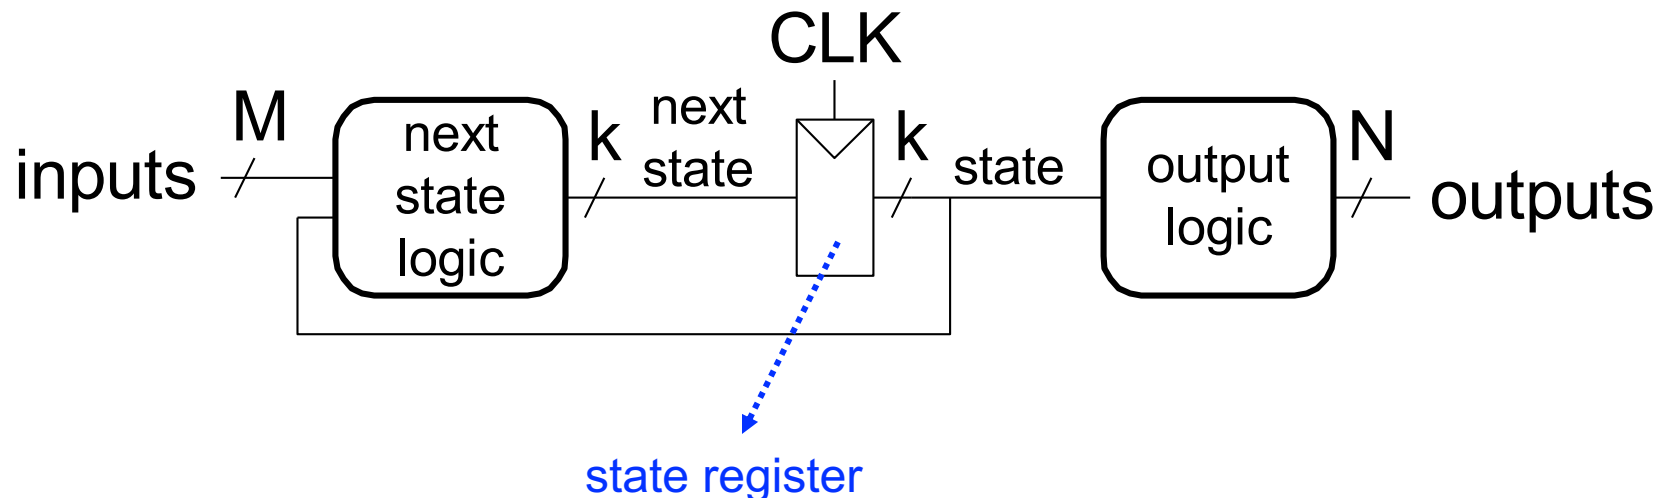 CLK
inputs
M
next
state
logic
k
next
state
k
state
output
logic
N
outputs
state register